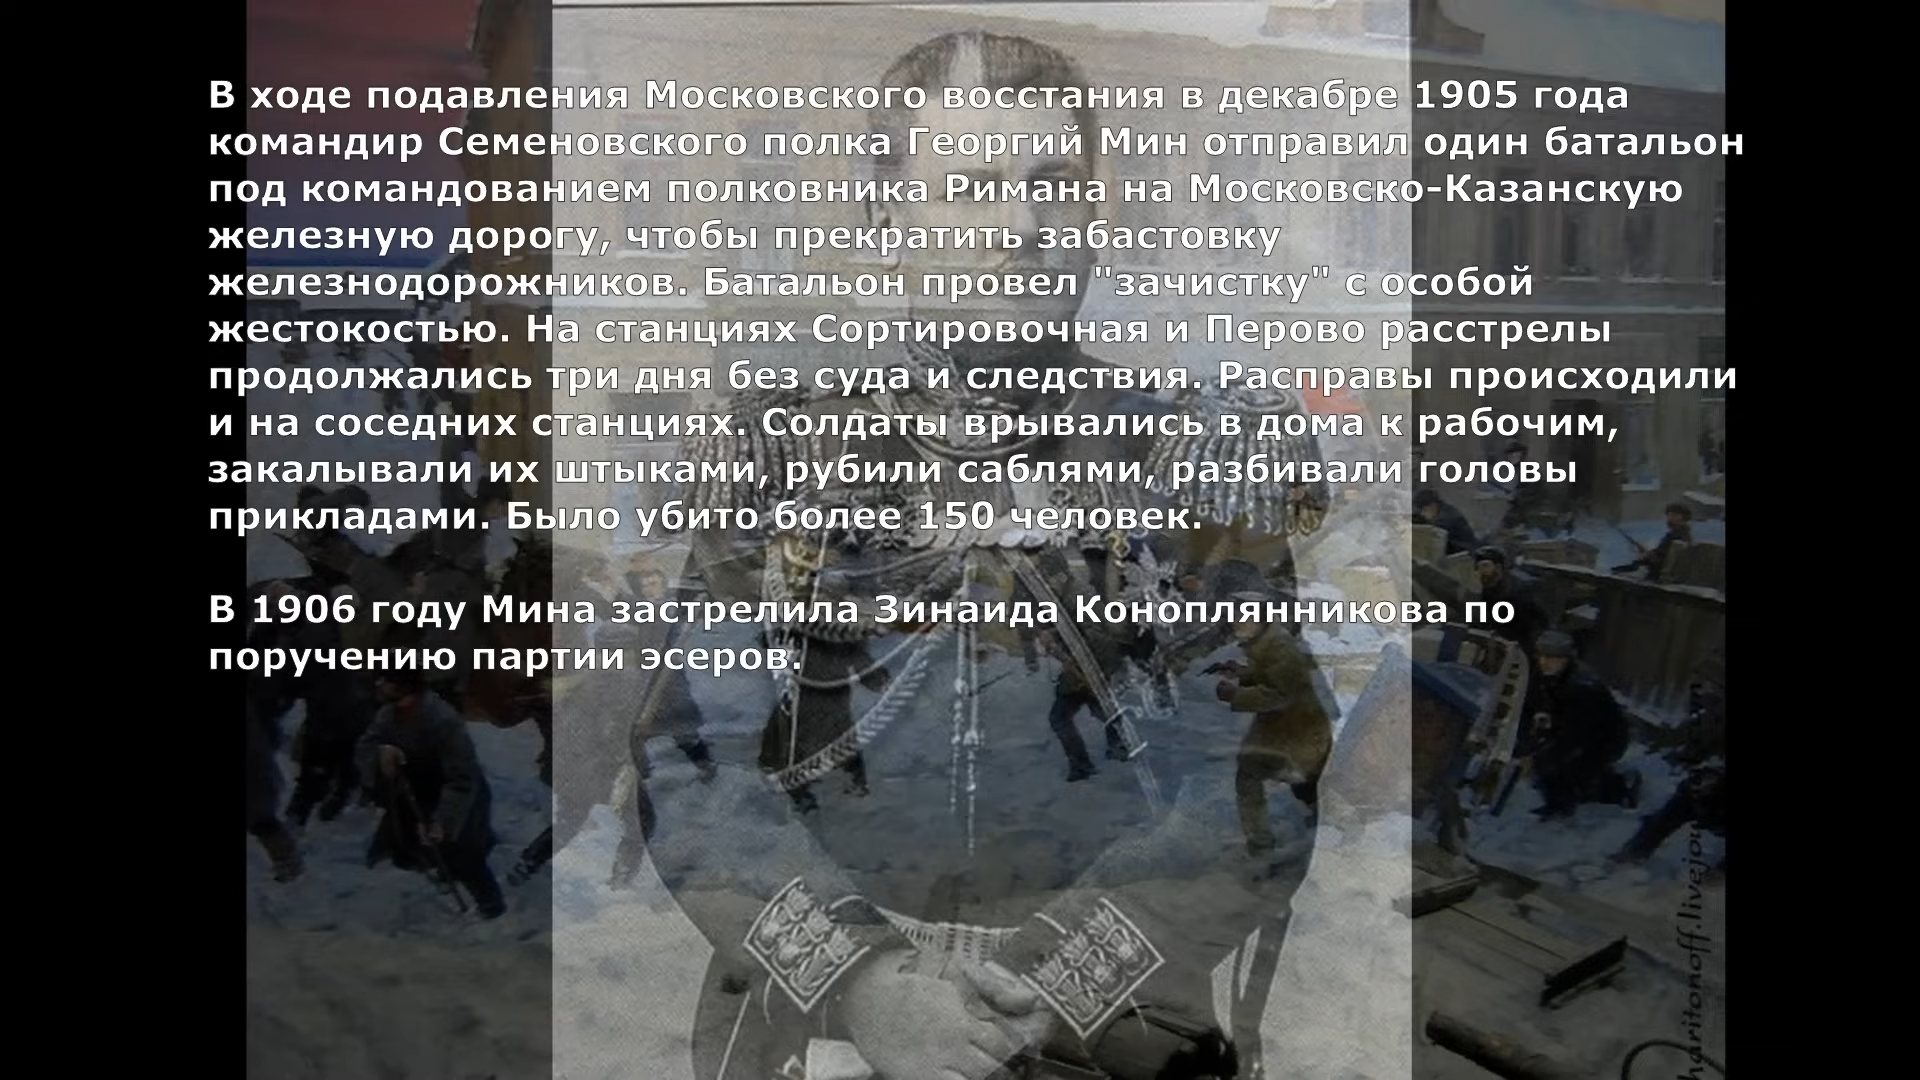 В ходе подавления Московского восстания в декабре 1905 года
командир Семеновского полка Георгий Мин отправил один батальон
под командованием полковника Римана на Московско-Казанскую
железную дорогу, чтобы прекратить забастовку
железнодорожников. Батальон провел "зачистку" с особой
жестокостью. На станциях Сортировочная и Перово расстрелы
продолжались три дня без суда и следствия. Расправы происходили
и на соседних станциях. Солдаты врывались в дома к рабочим,
закалывали их штыками, рубили саблями, разбивали головы
прикладами. Было убито более 150 человек.
В 1906 году Мина застрелила Зинаида Коноплянникова по
поручению партии эсеров.